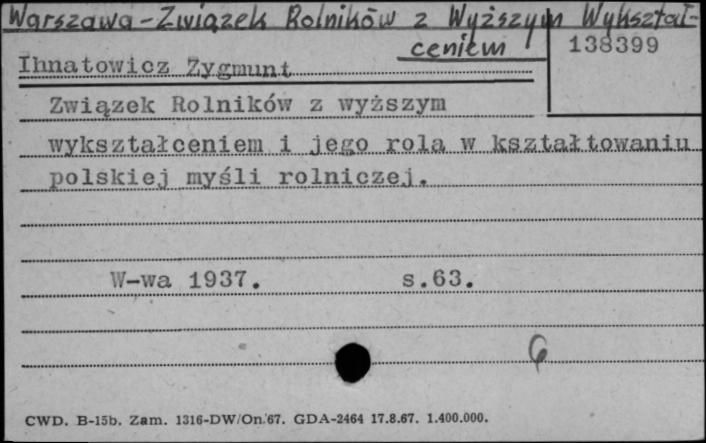 Warszawa-Związek Rolników z Wyższym Wykształ-
ceniem
138399
Ihnatowicz Zygmunt
Związek Rolników z wyższym
wykształceniem i jego rola w kształtowaniu
polskiej myśli rolniczej.
W-wa 1937. s.63.
6
CWD. B-15b. Zam. 1316-DW/On.67. GDA-2464 17.8.67. 1.400.000.